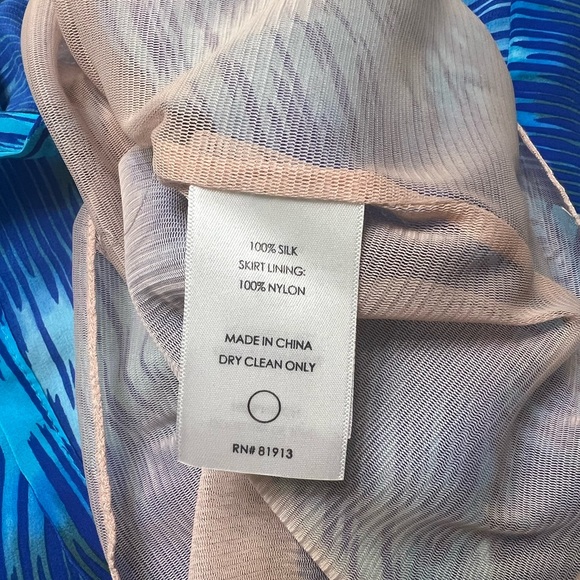 100% SILK
SKIRT LINING:
100% NYLON
MADE IN CHINA
DRY CLEAN ONLY
RN# 81913